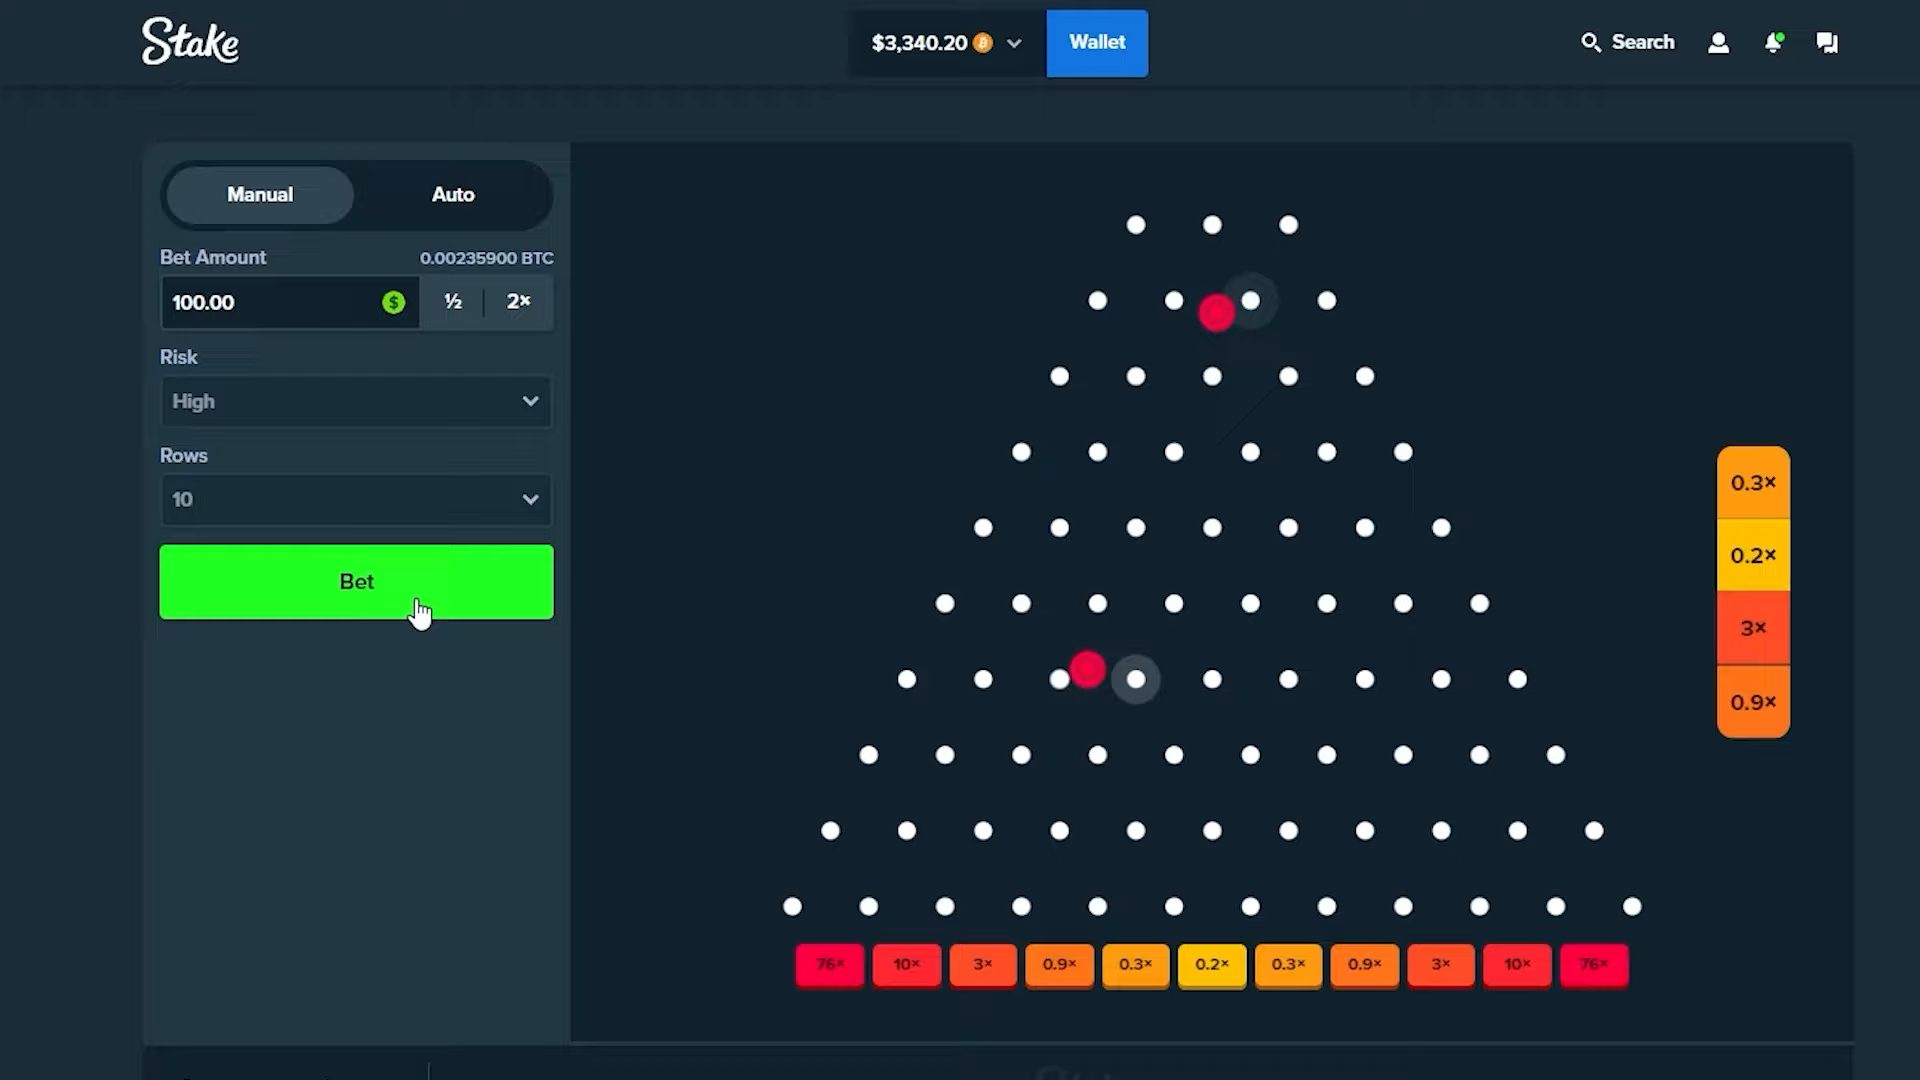 Stake
$3,340.20
Wallet
Search
Manual
Auto
Bet Amount
0.00235900 BTC
100.00
$
½
2×
Risk
High
Rows
10
Bet
0.3×
0.2×
3×
0.9×
76×
10×
3×
0.9×
0.3×
0.2×
0.3×
0.9×
3×
10×
76×